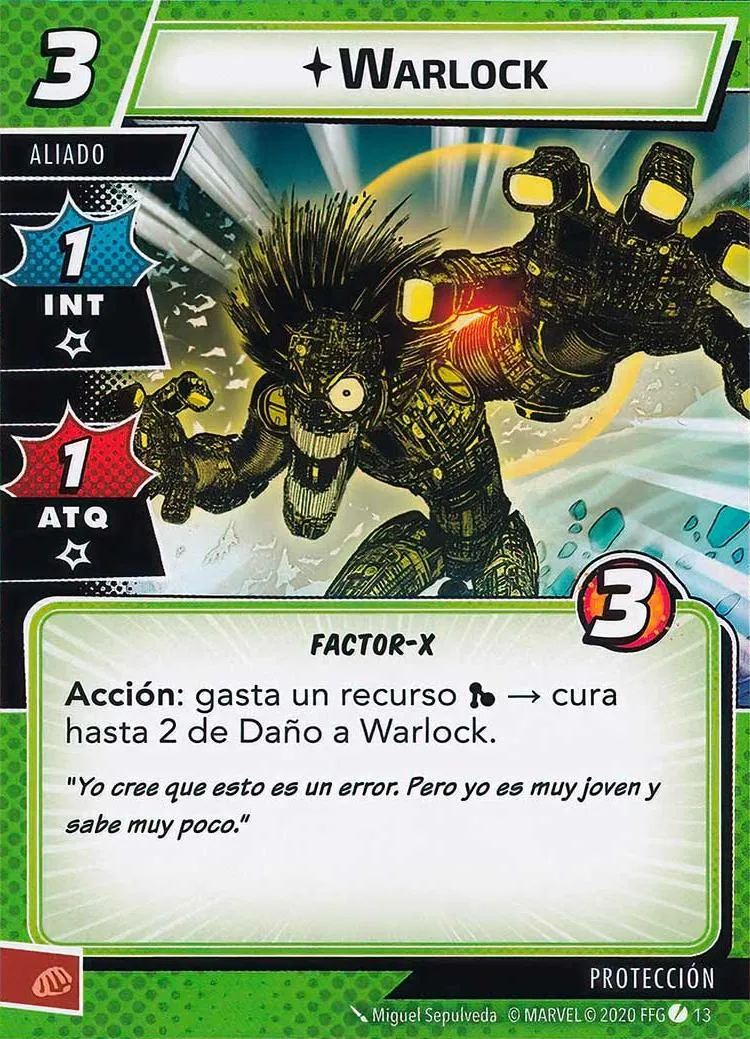 3
WARLOCK
ALIADO
1
INT
1
ATQ
3
FACTOR-X
Acción: gasta un recurso → cura
hasta 2 de Daño a Warlock.
"Yo cree que esto es un error. Pero yo es muy joven y
sabe muy poco."
PROTECCIÓN
Miguel Sepulveda © MARVEL © 2020 FFG 13